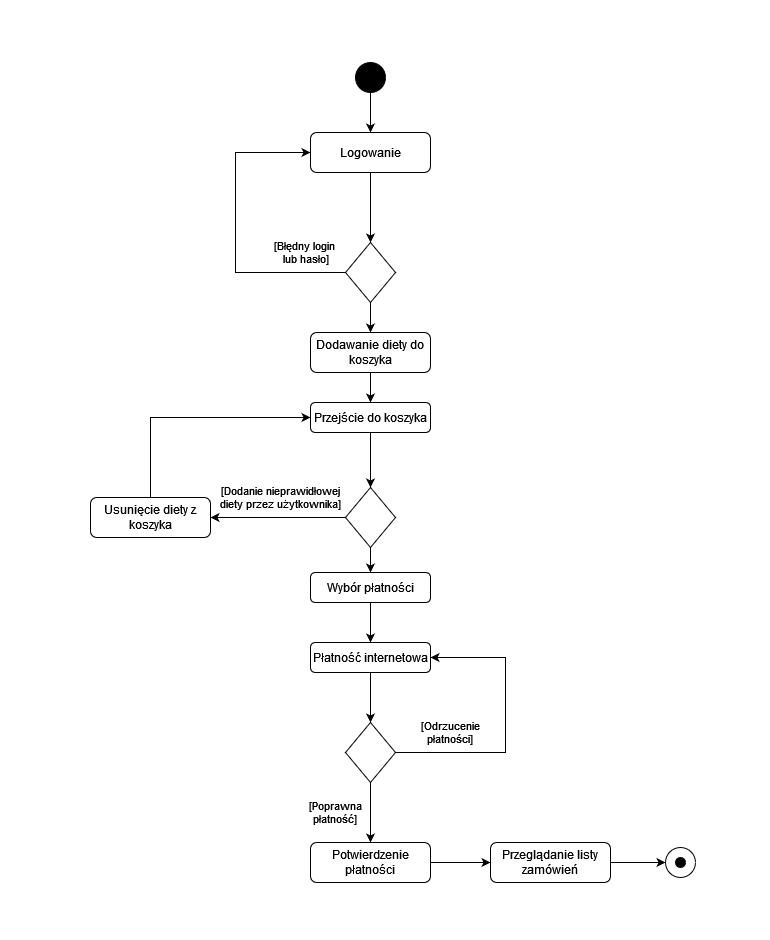 Logowanie
[Błędny login
lub hasło]
Dodawanie diety do
koszyka
Przejście do koszyka
[Dodanie nieprawidłowej
diety przez użytkownika]
Usunięcie diety z
koszyka
Wybór płatności
Płatność internetowa
[Odrzucenie
płatności]
[Poprawna
płatność]
Potwierdzenie
płatności
Przeglądanie listy
zamówień